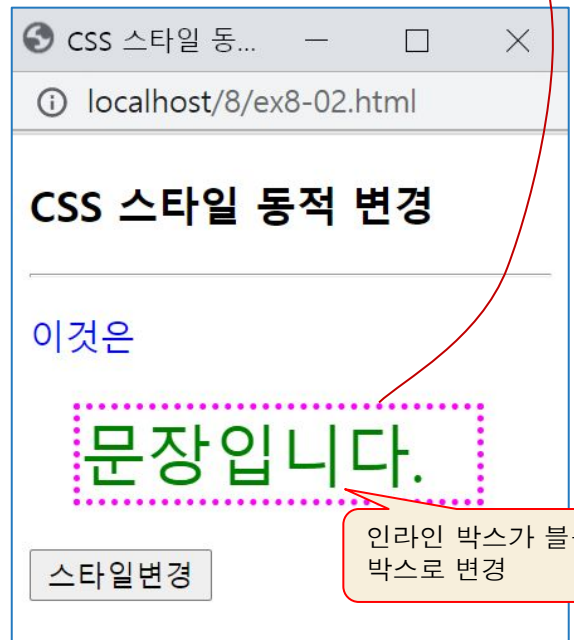 CSS 스타일 동...
localhost/8/ex8-02.html
CSS 스타일 동적 변경
이것은
문장입니다.
인라인 박스가
박스로 변경
스타일변경